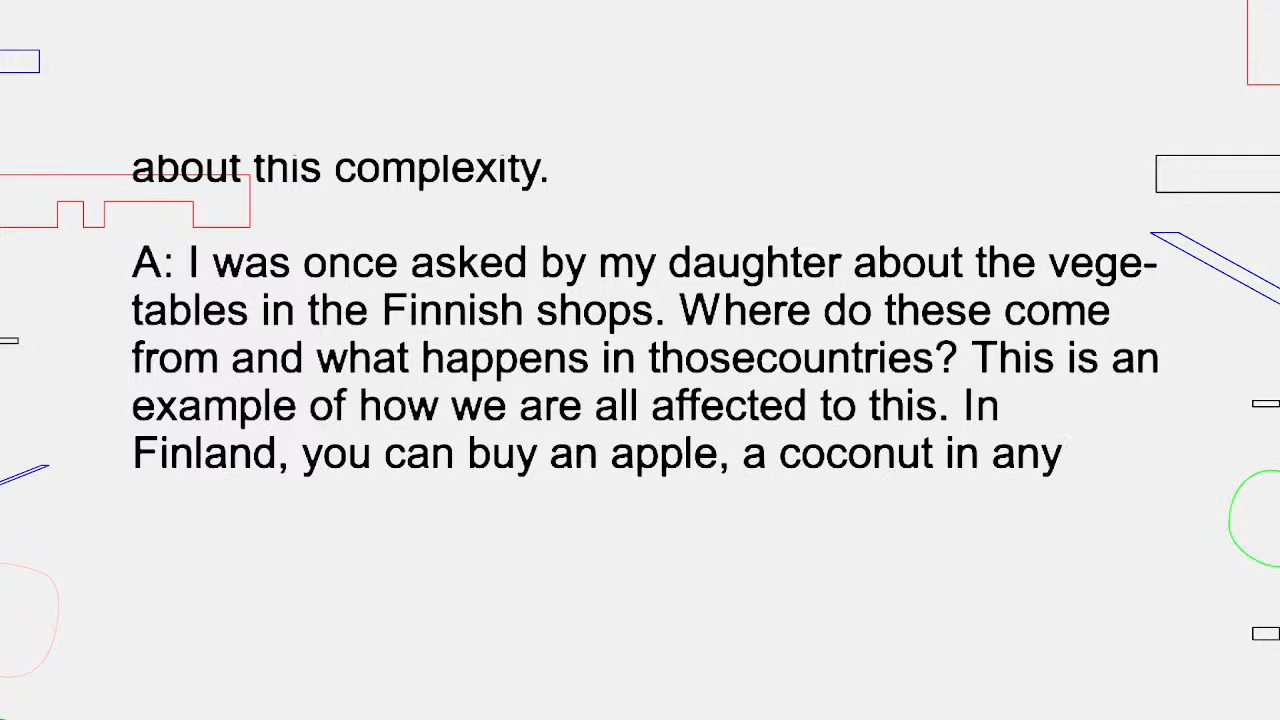 about this complexity.
A: I was once asked by my daughter about the vege-
tables in the Finnish shops. Where do these come
from and what happens in thosecountries? This is an
example of how we are all affected to this. In
Finland, you can buy an apple, a coconut in any